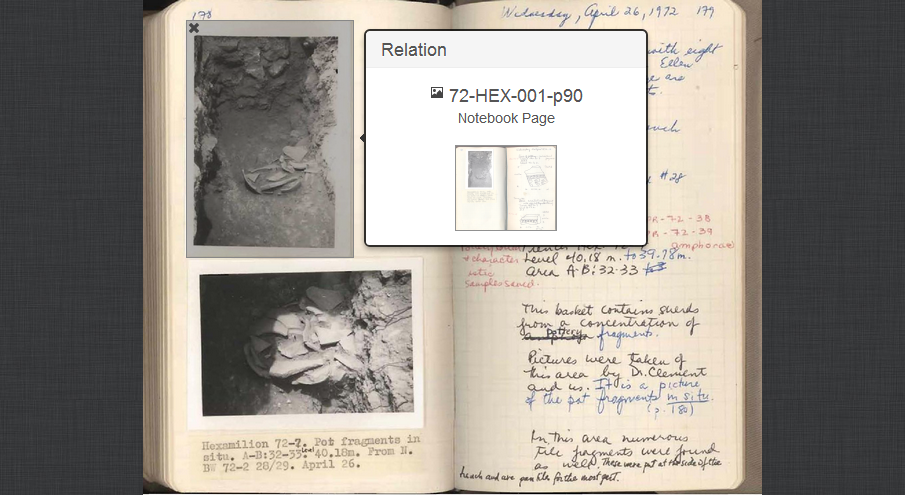 178
Hexamilion 72-7. Pot fragments in
situ. A-B:32-33. level 40.18m. From N.
BW 72-2 28/29. April 26.
Relation
72-HEX-001-p90
Notebook Page
Wednesday, April 26, 1972 179
with eight
Ellen
are
#28
PR-72-38
PR-72-39
amphorae)
Level 40.18 m. to 39.78m.
Area A-B:32-33
+ character
istic
samples saved.
This basket contains sherds
from a concentration of
pottery fragments.
Pictures were taken of
this area by Dr. Clement
and us. It is a picture
of the pot fragments in situ.
(p. 180)
In this area numerous
tile fragments were found
as well. These were put at the side of the
trench and are pan tile for the most part.